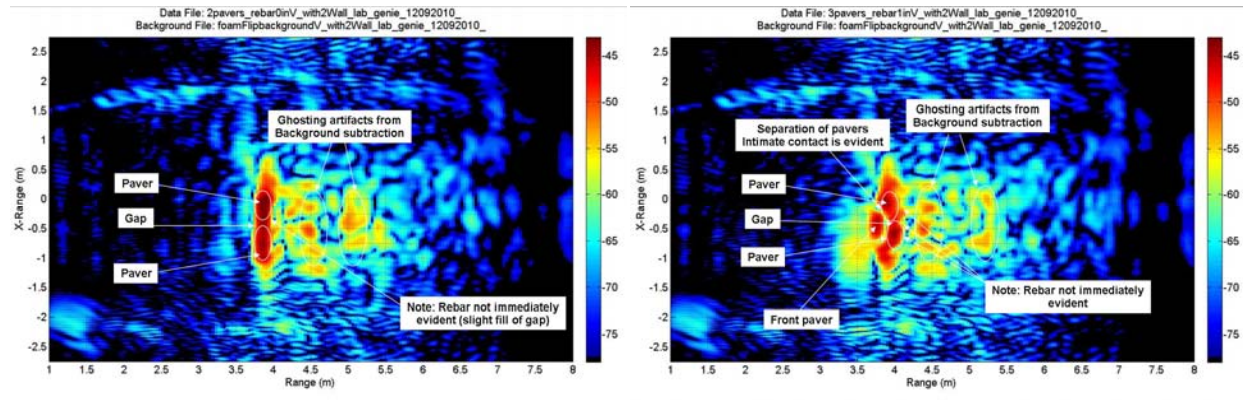 Data File: 2pavers_rebar0inV_with2Wall_lab_genie_12092010_
Background File: foamFlipbackgroundV_with2Wall_lab_genie_12092010_
2.5
2
1.5
1
0.5
0
-0.5
-1
-1.5
-2
-2.5
X-Range (m)
Ghosting artifacts from
Background subtraction
Paver
Gap
Paver
Note: Rebar not immediately
evident (slight fill of gap)
1 1.5 2 2.5 3 3.5 4 4.5 5 5.5 6 6.5 7 7.5 8
Range (m)
-50
-55
-60
-65
-70
-75
Data File: 3pavers_rebar1inV_with2Wall_lab_genie_12092010_
Background File: foamFlipbackgroundV_with2Wall_lab_genie_12092010_
2.5
2
1.5
1
0.5
0
-0.5
-1
-1.5
-2
-2.5
X-Range (m)
Ghosting artifacts from
Background subtraction
Separation of pavers
Intimate contact is evident
Paver
Gap
Paver
Front paver
Note: Rebar not immediately
evident
1 1.5 2 2.5 3 3.5 4 4.5 5 5.5 6 6.5 7 7.5 8
Range (m)
-45
-50
-55
-60
-65
-70
-75